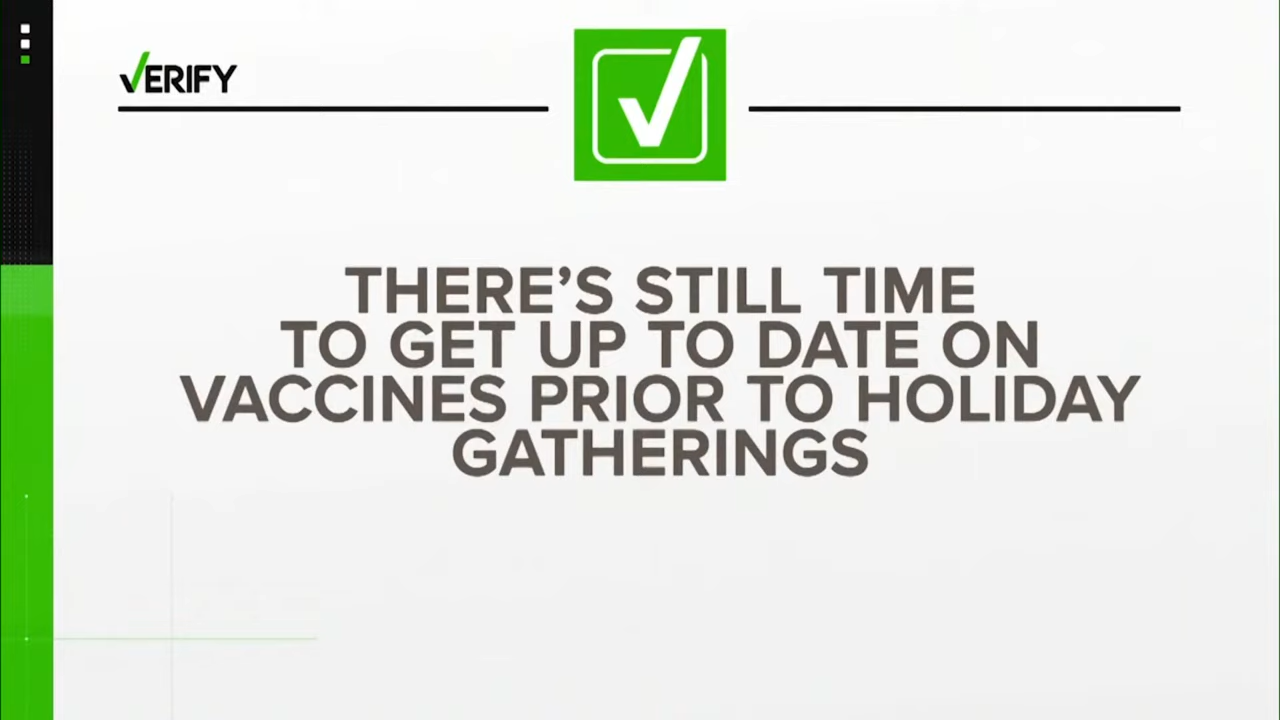 VERIFY
THERE'S STILL TIME
TO GET UP TO DATE ON
VACCINES PRIOR TO HOLIDAY
GATHERINGS